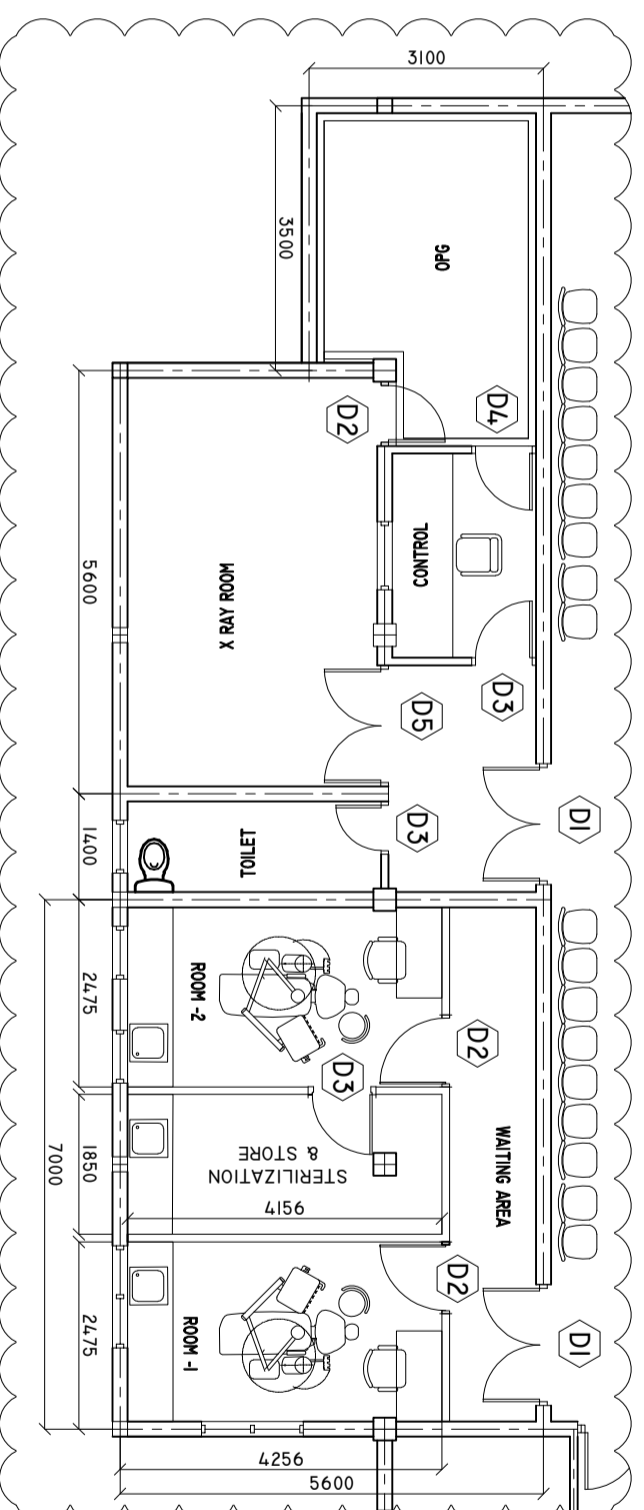 3100
3500
OPG
D4
D2
CONTROL
5600
X RAY ROOM
D3
D5
D1
D3
1400
TOILET
2475
ROOM -2
D2
D3
WAITING AREA
1850
7000
STERILIZATION
& STORE
4156
D2
2475
ROOM -1
D1
4256
5600